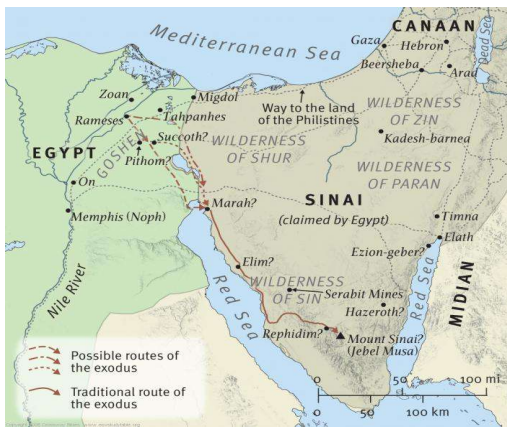 CANAAN
Mediterranean Sea
Gaza
Hebron
Dead Sea
Beersheba
Arad
Zoan
Migdol
Way to the land
of the Philistines
Tahpanhes
Rameses
WILDERNESS
OF ZIN
GOSHEN
Succoth?
WILDERNESS
OF SHUR
Kadesh-barnea
EGYPT
Pithom?
WILDERNESS
OF PARAN
On
SINAI
Marah?
(claimed by Egypt)
Memphis (Noph)
Timna
Elath
Ezion-geber?
Elim?
Nile River
WILDERNESS
OF SIN
Serabit Mines
Hazeroth?
Red Sea
Red Sea
MIDIAN
Rephidim?
Mount Sinai?
(Jebel Musa)
Possible routes of
the exodus
Traditional route of
the exodus
0 50 100 mi
0 50 100 km